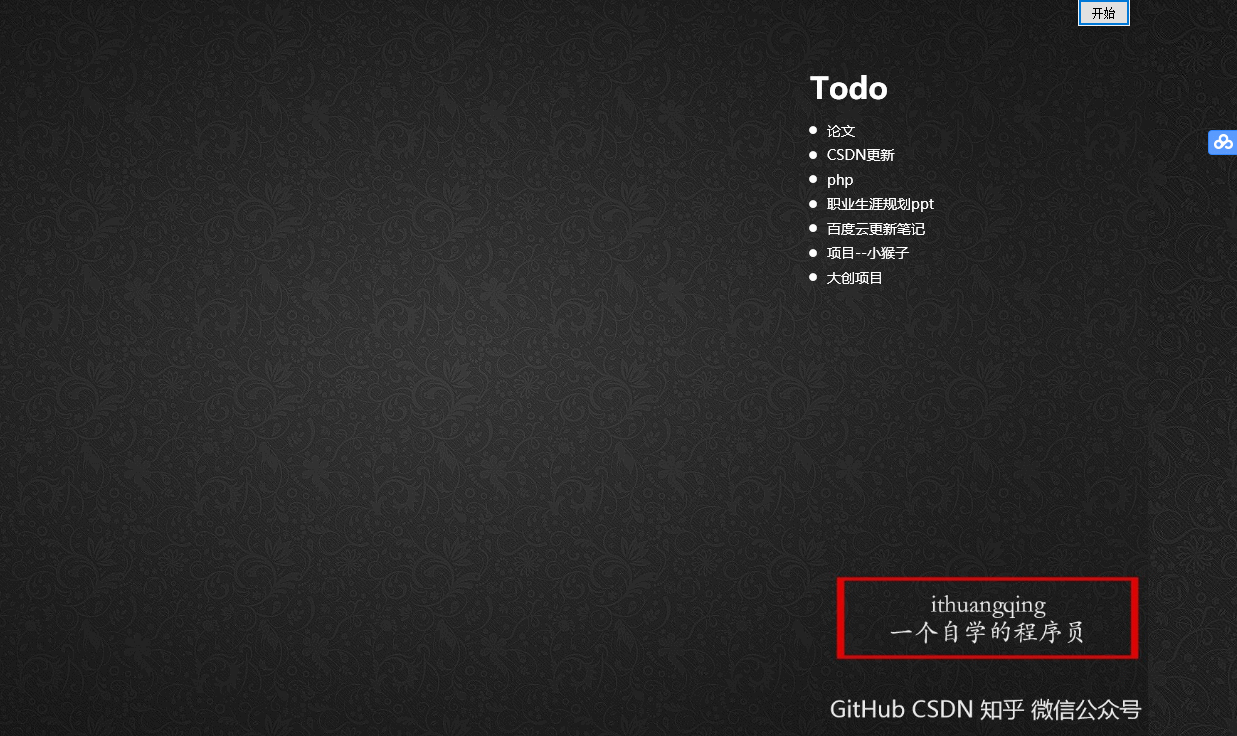 开始
Todo
论文
CSDN更新
php
职业生涯规划ppt
百度云更新笔记
项目--小猴子
大创项目
ithuangqing
一个自学的程序员
GitHub CSDN 知乎 微信公众号